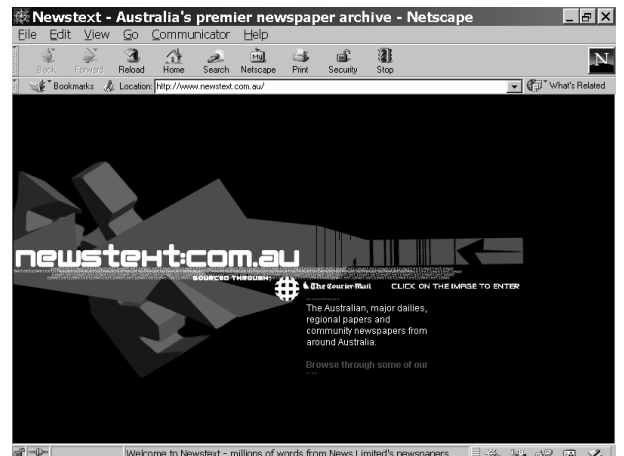 Newstext - Australia's premier newspaper archive - Netscape
File Edit View Go Communicator Help
Back Forward Reload Home Search Netscape Print Security Stop
My
N
Bookmarks Location: http://www.newstext.com.au/ What's Related
newstext:com.au
SOURCED THROUGH:
The Courier-Mail CLICK ON THE IMAGE TO ENTER
The Australian, major dailies,
regional papers and
community newspapers from
around Australia.
Browse through some of our
Welcome to Newstext - millions of words from News Limited's newspapers